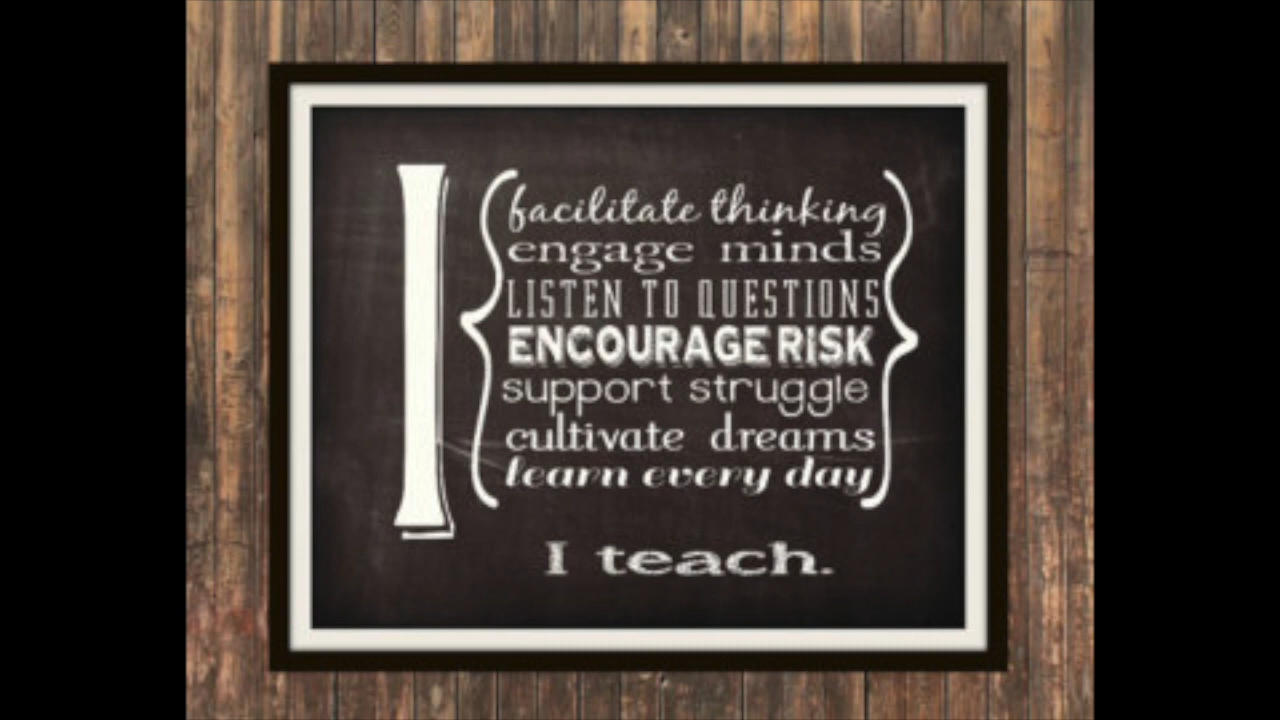 I
facilitate thinking
engage minds
LISTEN TO QUESTIONS
ENCOURAGE RISK
support struggle
cultivate dreams
learn every day
I teach.